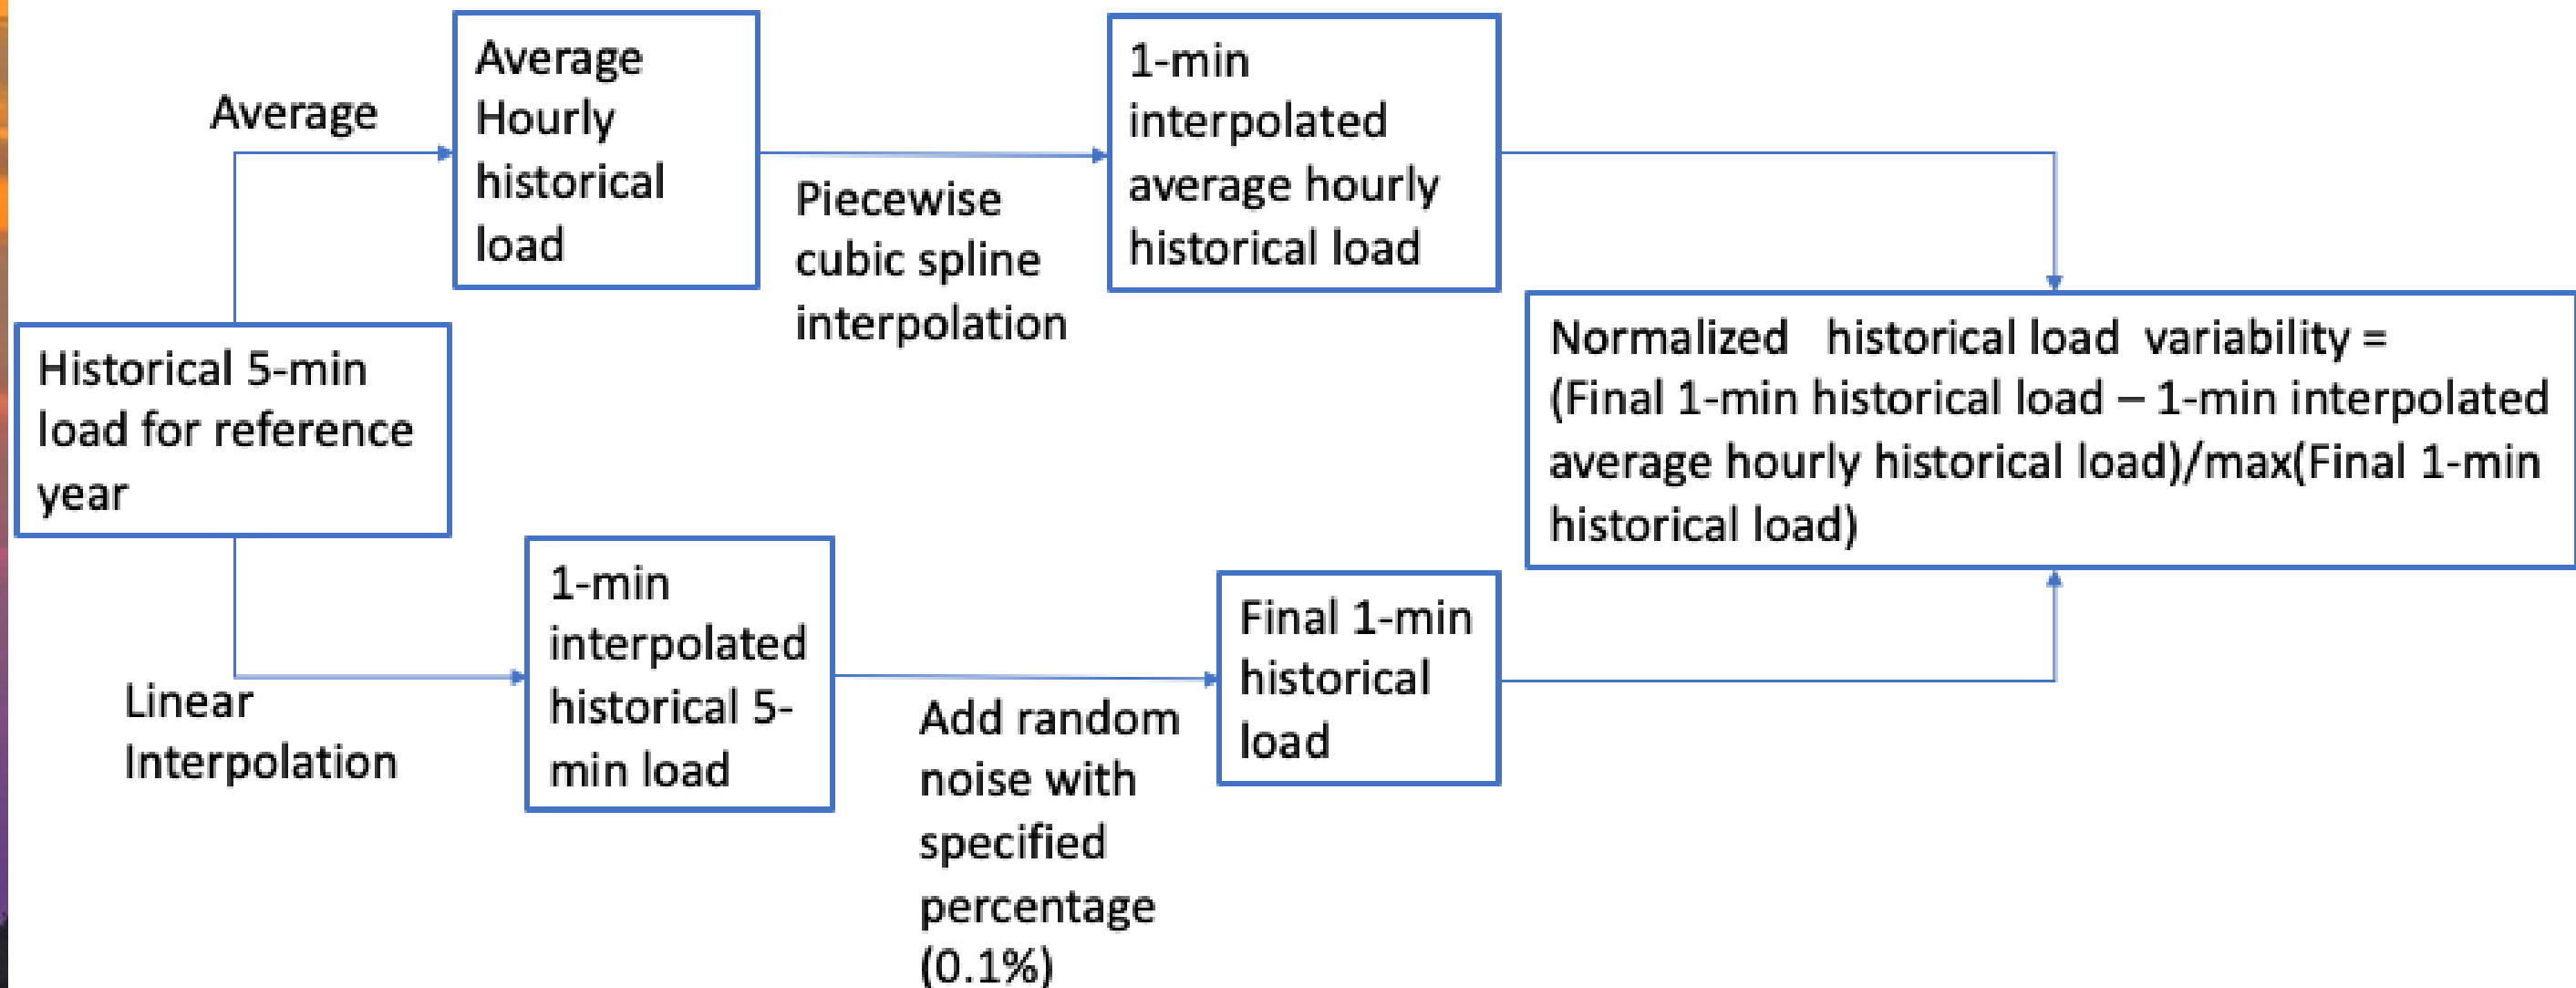 Average
Average
Hourly
historical
load
Piecewise
cubic spline
interpolation
1-min
interpolated
average hourly
historical load
Historical 5-min
load for reference
year
Normalized historical load variability =
(Final 1-min historical load – 1-min interpolated
average hourly historical load)/max(Final 1-min
historical load)
Linear
Interpolation
1-min
interpolated
historical 5-
min load
Add random
noise with
specified
percentage
(0.1%)
Final 1-min
historical
load